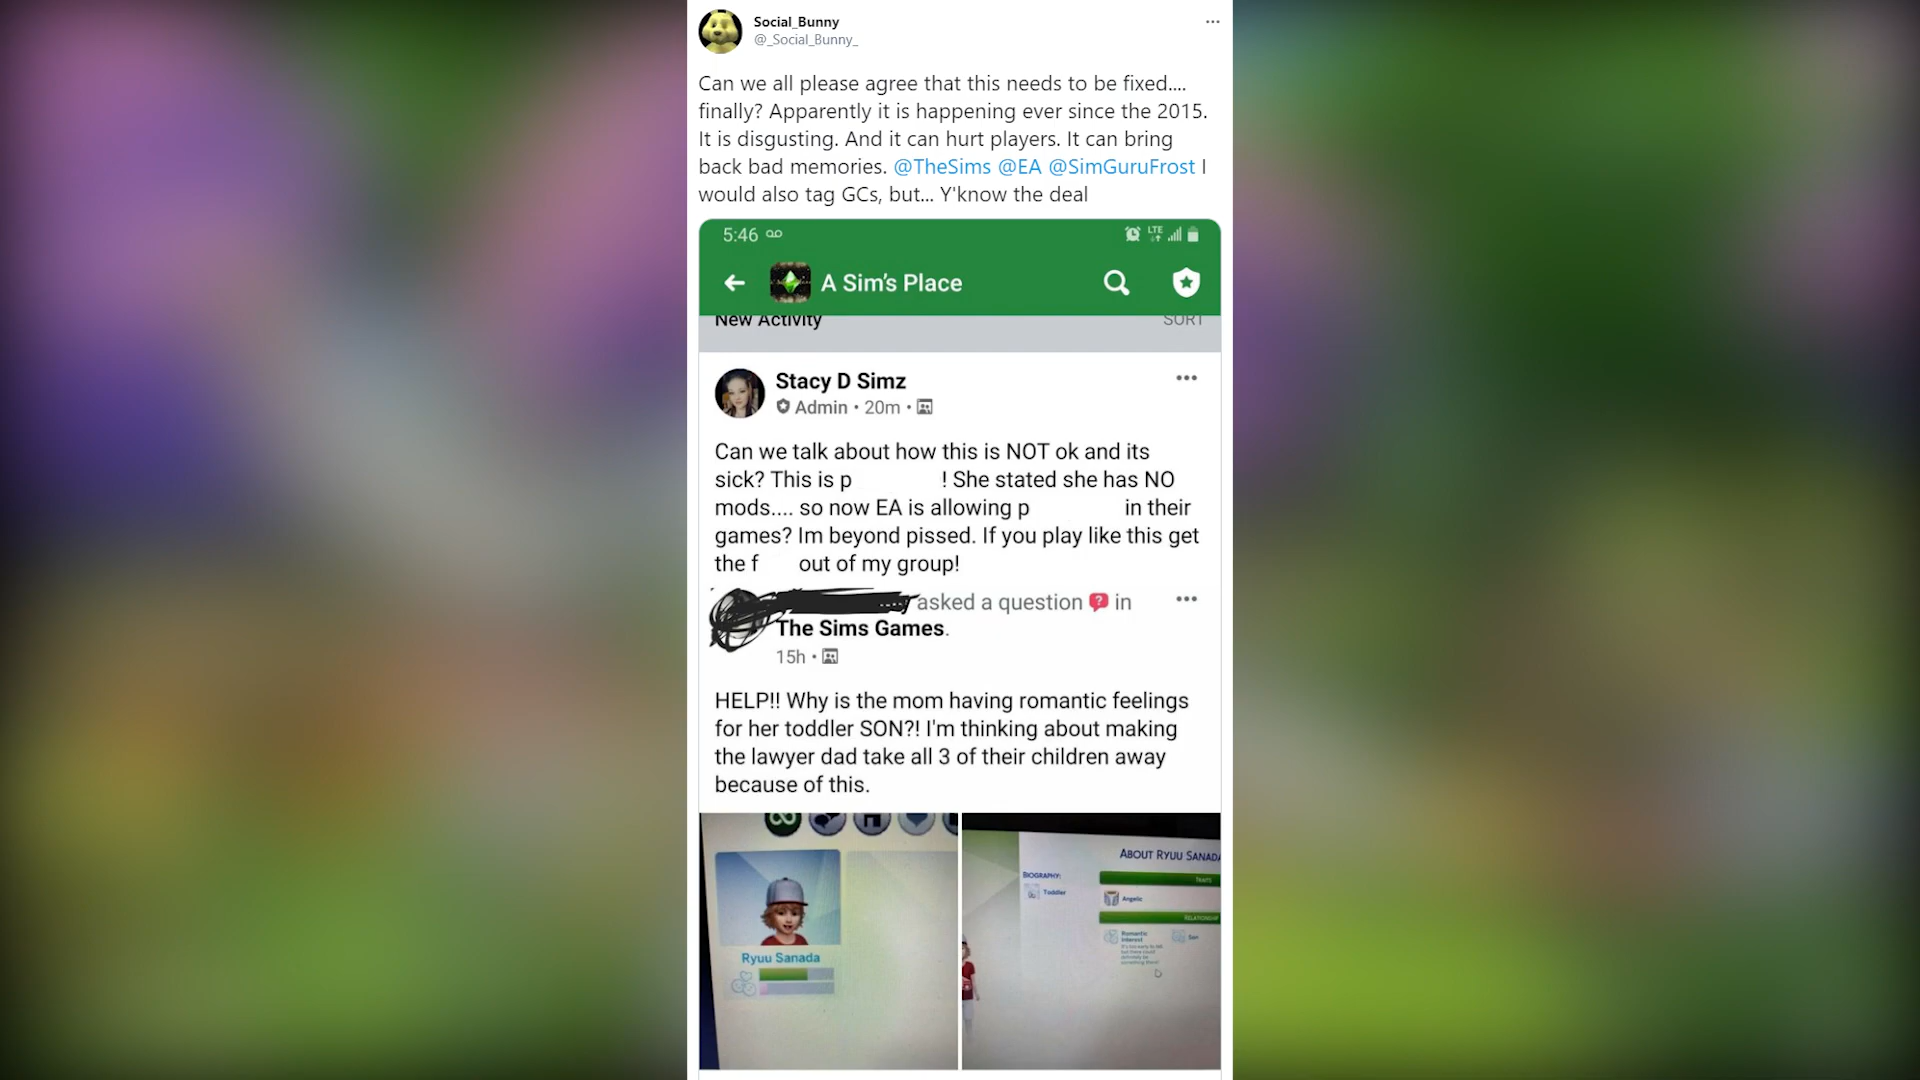 Social_Bunny
@_Social_Bunny_
Can we all please agree that this needs to be fixed....
finally? Apparently it is happening ever since the 2015.
It is disgusting. And it can hurt players. It can bring
back bad memories. @TheSims @EA @SimGuruFrost I
would also tag GCs, but... Y'know the deal
5:46
LTE
A Sim's Place
New Activity
SORT
Stacy D Simz
Admin • 20m •
Can we talk about how this is NOT ok and its
sick? This is p ! She stated she has NO
mods.... so now EA is allowing p in their
games? Im beyond pissed. If you play like this get
the f out of my group!
asked a question ? in
The Sims Games.
15h •
HELP!! Why is the mom having romantic feelings
for her toddler SON?! I'm thinking about making
the lawyer dad take all 3 of their children away
because of this.
Ryuu Sanada
ABOUT RYUU SANADA
BIOGRAPHY:
Toddler
Traits
Angelic
RELATIONSHIP
Romantic
Interest
Son